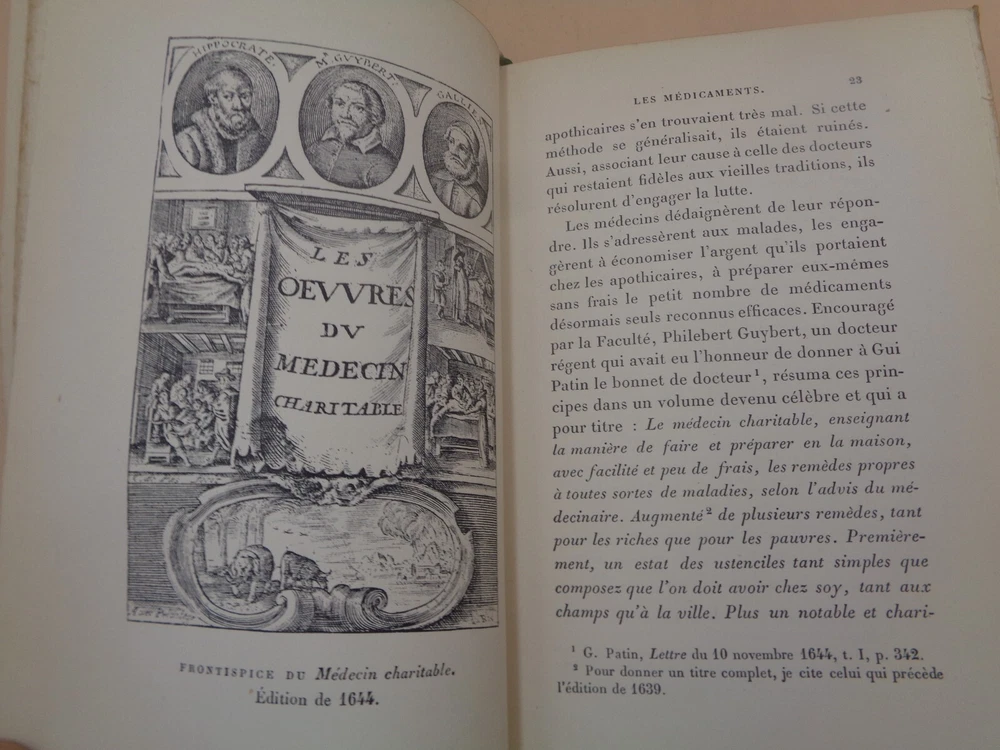 HIPPOCRATE.
Mr GUYBERT.
GALLIEN
LES
OEVVRES
DV
MEDECIN
CHARITABLE
FRONTISPICE DU Médecin charitable.
Édition de 1644.
LES MÉDICAMENTS.
23
apothicaires s'en trouvaient très mal. Si cette
méthode se généralisait, ils étaient ruinés.
Aussi, associant leur cause à celle des docteurs
qui restaient fidèles aux vieilles traditions, ils
résolurent d'engager la lutte.
Les médecins dédaignèrent de leur répon-
dre. Ils s'adressèrent aux malades, les enga-
gèrent à économiser l'argent qu'ils portaient
chez les apothicaires, à préparer eux-mêmes
sans frais le petit nombre de médicaments
désormais seuls reconnus efficaces. Encouragé
par la Faculté, Philebert Guybert, un docteur
régent qui avait eu l'honneur de donner à Gui
Patin le bonnet de docteur¹, résuma ces prin-
cipes dans un volume devenu célèbre et qui a
pour titre : Le médecin charitable, enseignant
la manière de faire et préparer en la maison,
avec facilité et peu de frais, les remèdes propres
à toutes sortes de maladies, selon l'advis du mé-
decinaire. Augmenté² de plusieurs remèdes, tant
pour les riches que pour les pauvres. Première-
ment, un estat des ustenciles tant simples que
composez que l'on doit avoir chez soy, tant aux
champs qu'à la ville. Plus un notable et chari-
¹ G. Patin, Lettre du 10 novembre 1644, t. I, p. 342.
² Pour donner un titre complet, je cite celui qui précède
l'édition de 1639.